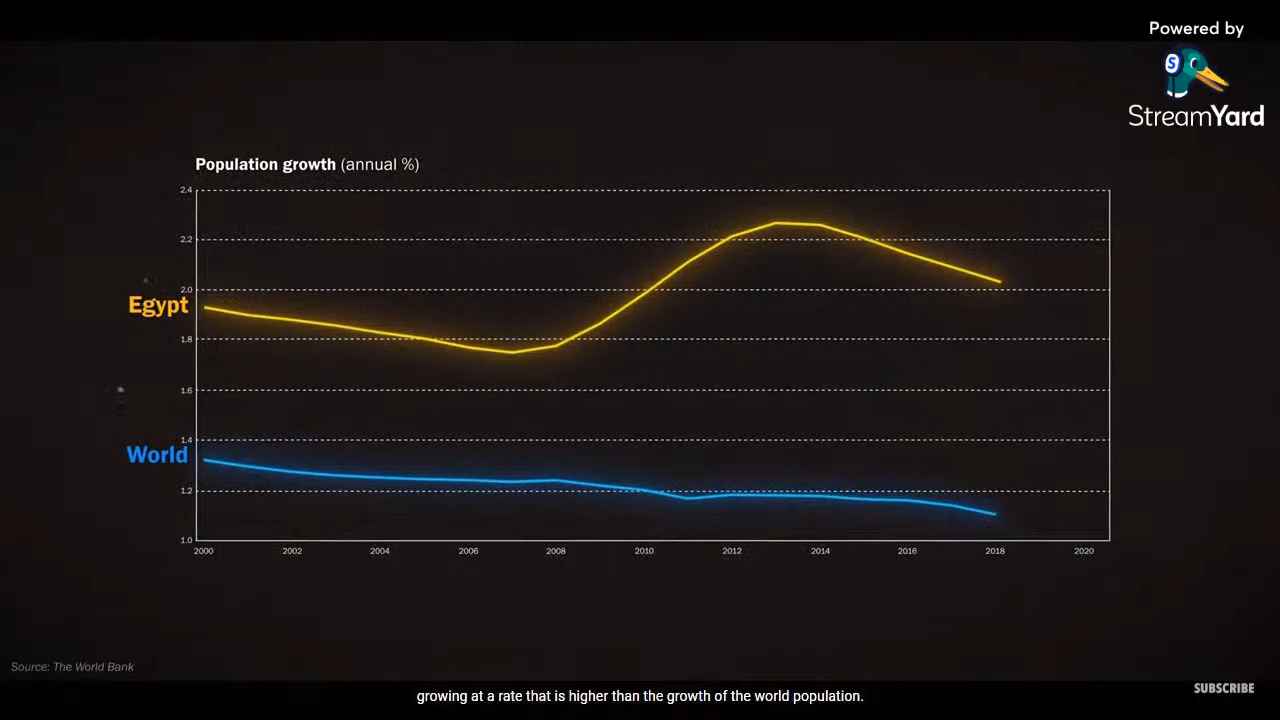 Powered by
S
StreamYard
Population growth (annual %)
2.4
2.2
2.0
Egypt
1.8
1.6
1.4
World
1.2
1.0
2000 2002 2004 2006 2008 2010 2012 2014 2016 2018 2020
Source: The World Bank
growing at a rate that is higher than the growth of the world population.
SUBSCRIBE